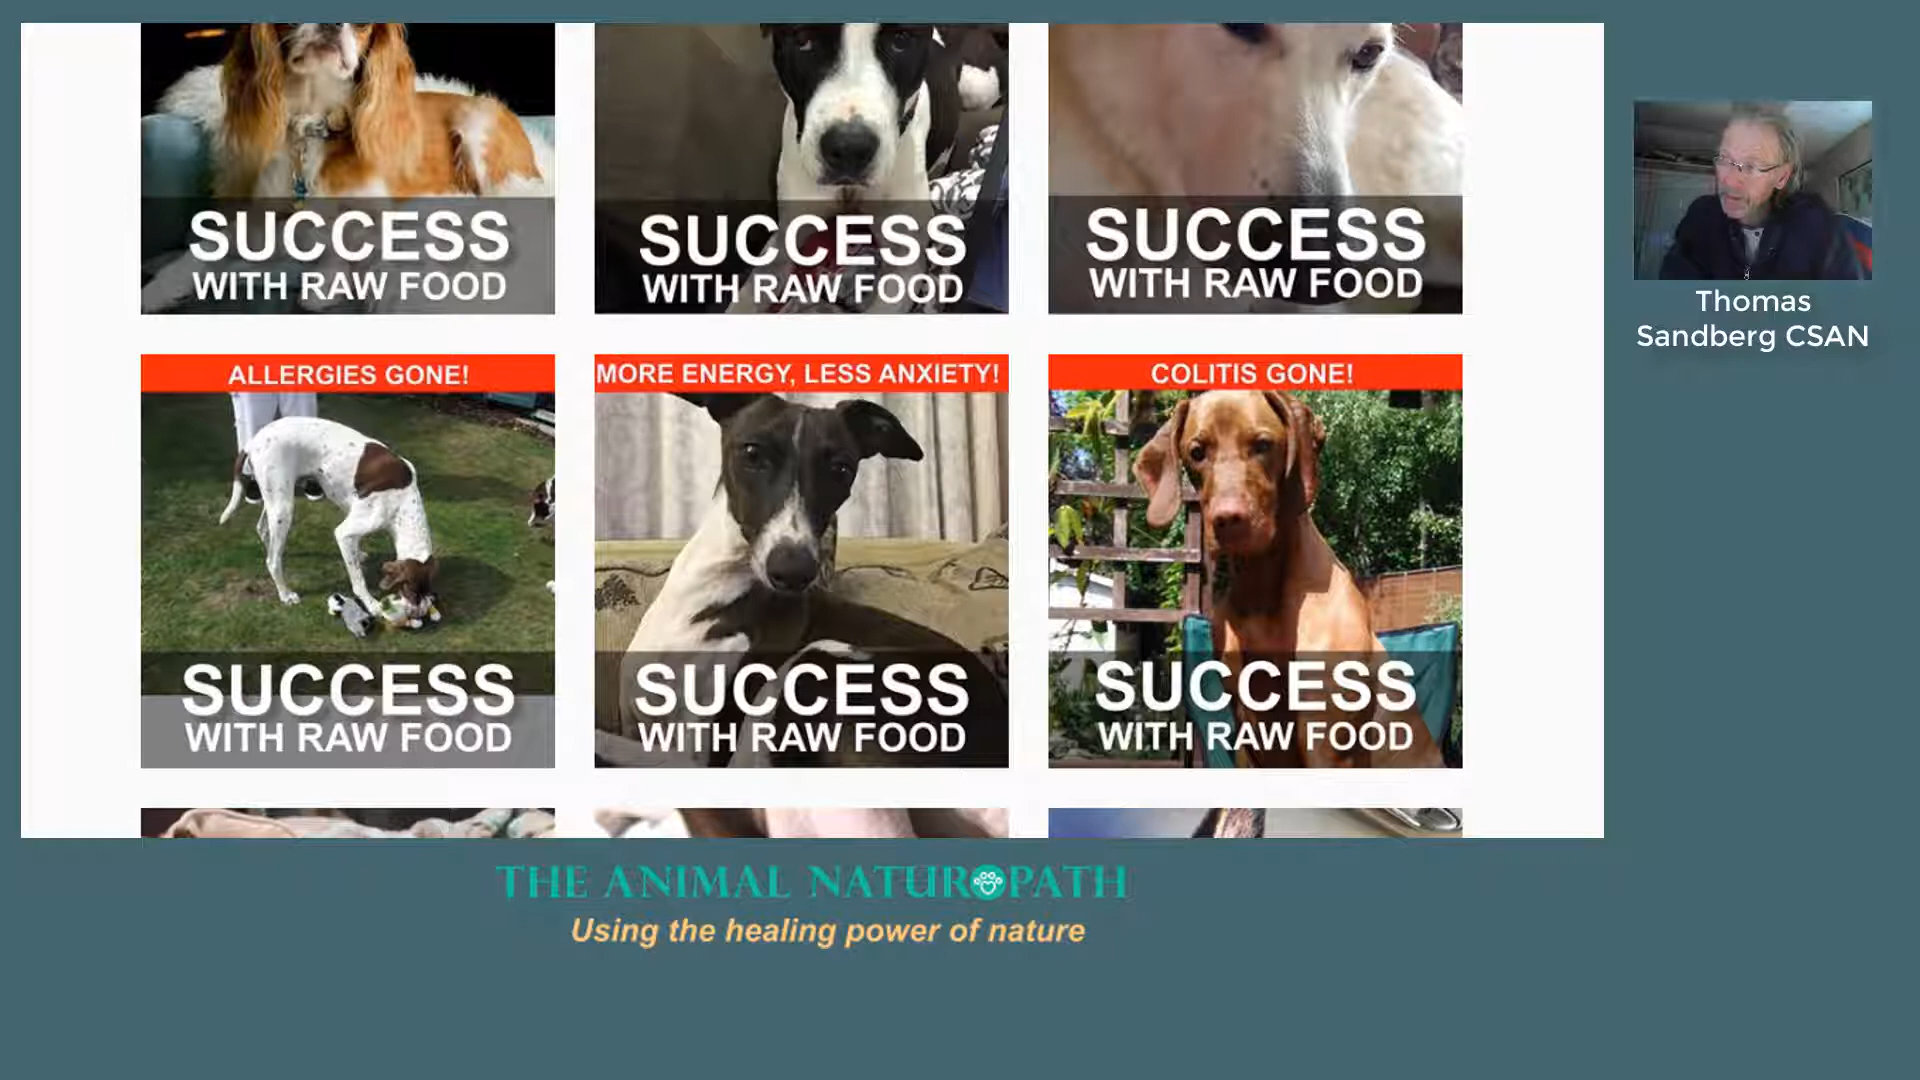 SUCCESS
WITH RAW FOOD
SUCCESS
WITH RAW FOOD
SUCCESS
WITH RAW FOOD
Thomas
Sandberg CSAN
ALLERGIES GONE!
MORE ENERGY, LESS ANXIETY!
COLITIS GONE!
SUCCESS
WITH RAW FOOD
SUCCESS
WITH RAW FOOD
SUCCESS
WITH RAW FOOD
THE ANIMAL NATUROPATH
Using the healing power of nature